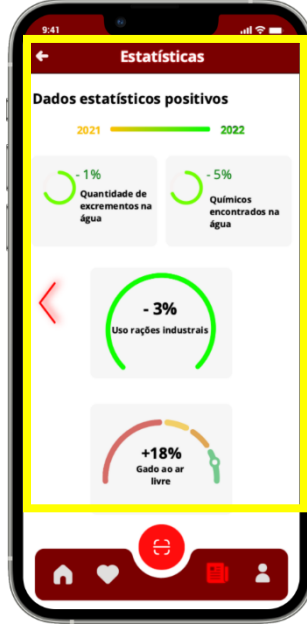 9:41
Estatísticas
Dados estatísticos positivos
2021 2022
- 1%
Quantidade de
excrementos na
água
- 5%
Químicos
encontrados na
água
- 3%
Uso rações industrais
+18%
Gado ao ar
livre